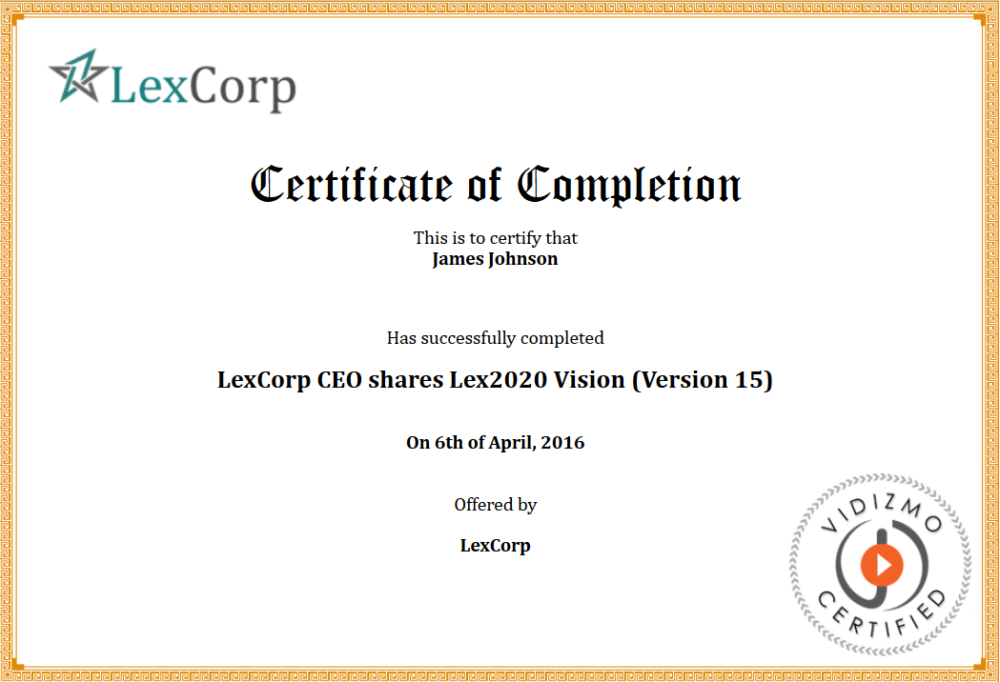 LexCorp
Certificate of Completion
This is to certify that
James Johnson
Has successfully completed
LexCorp CEO shares Lex2020 Vision (Version 15)
On 6th of April, 2016
Offered by
LexCorp
VIDIZMO
CERTIFIED